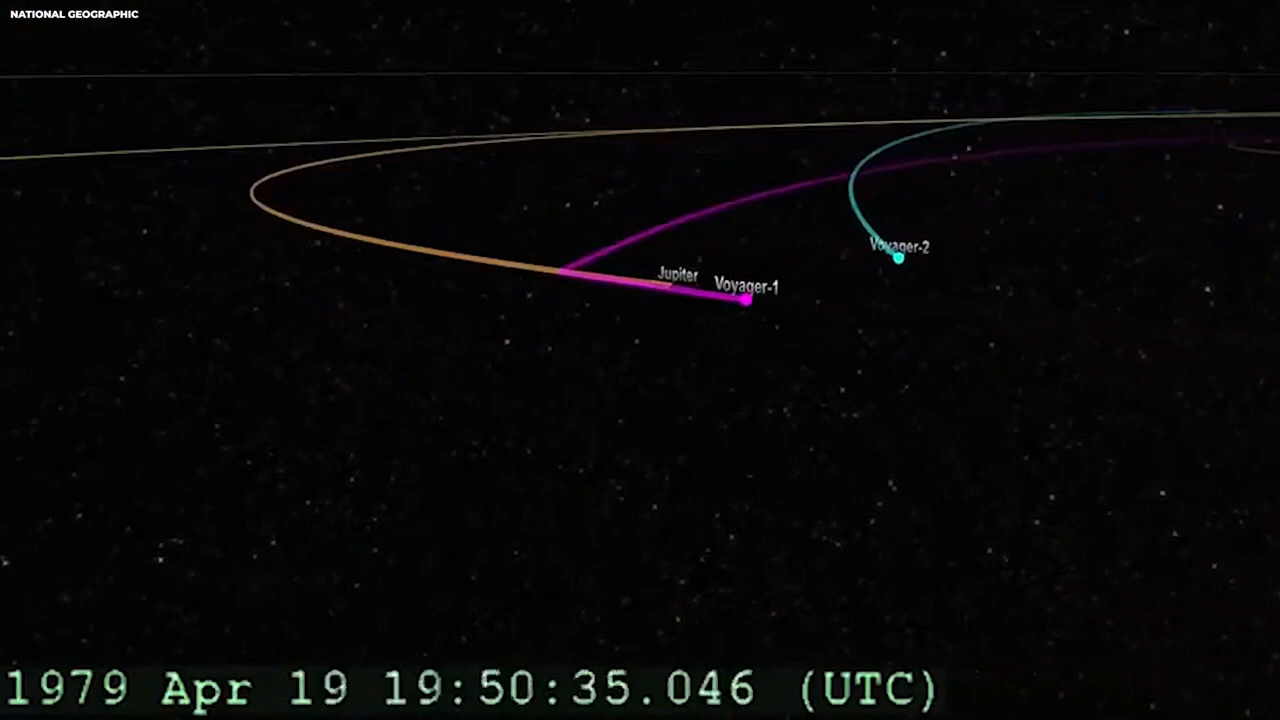 NATIONAL GEOGRAPHIC
Voyager-2
Jupiter
Voyager-1
1979 Apr 19 19:50:35.046 (UTC)